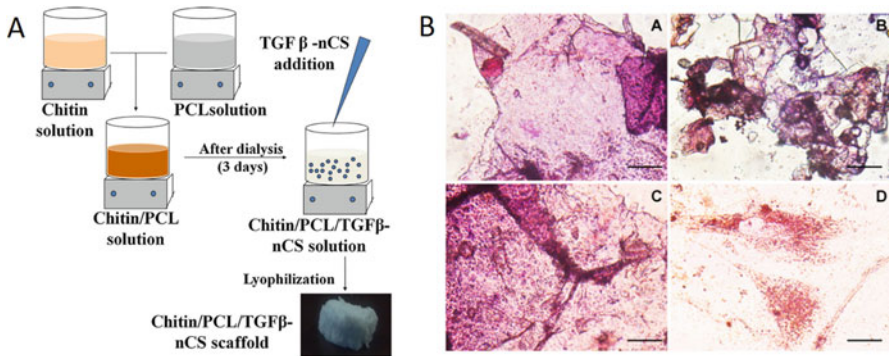 A
TGF β -nCS
addition
Chitin
solution
PCLsolution
After dialysis
(3 days)
Chitin/PCL
solution
Chitin/PCL/TGFβ-
nCS solution
Lyophilization
Chitin/PCL/TGFβ-
nCS scaffold
B
A
B
C
D